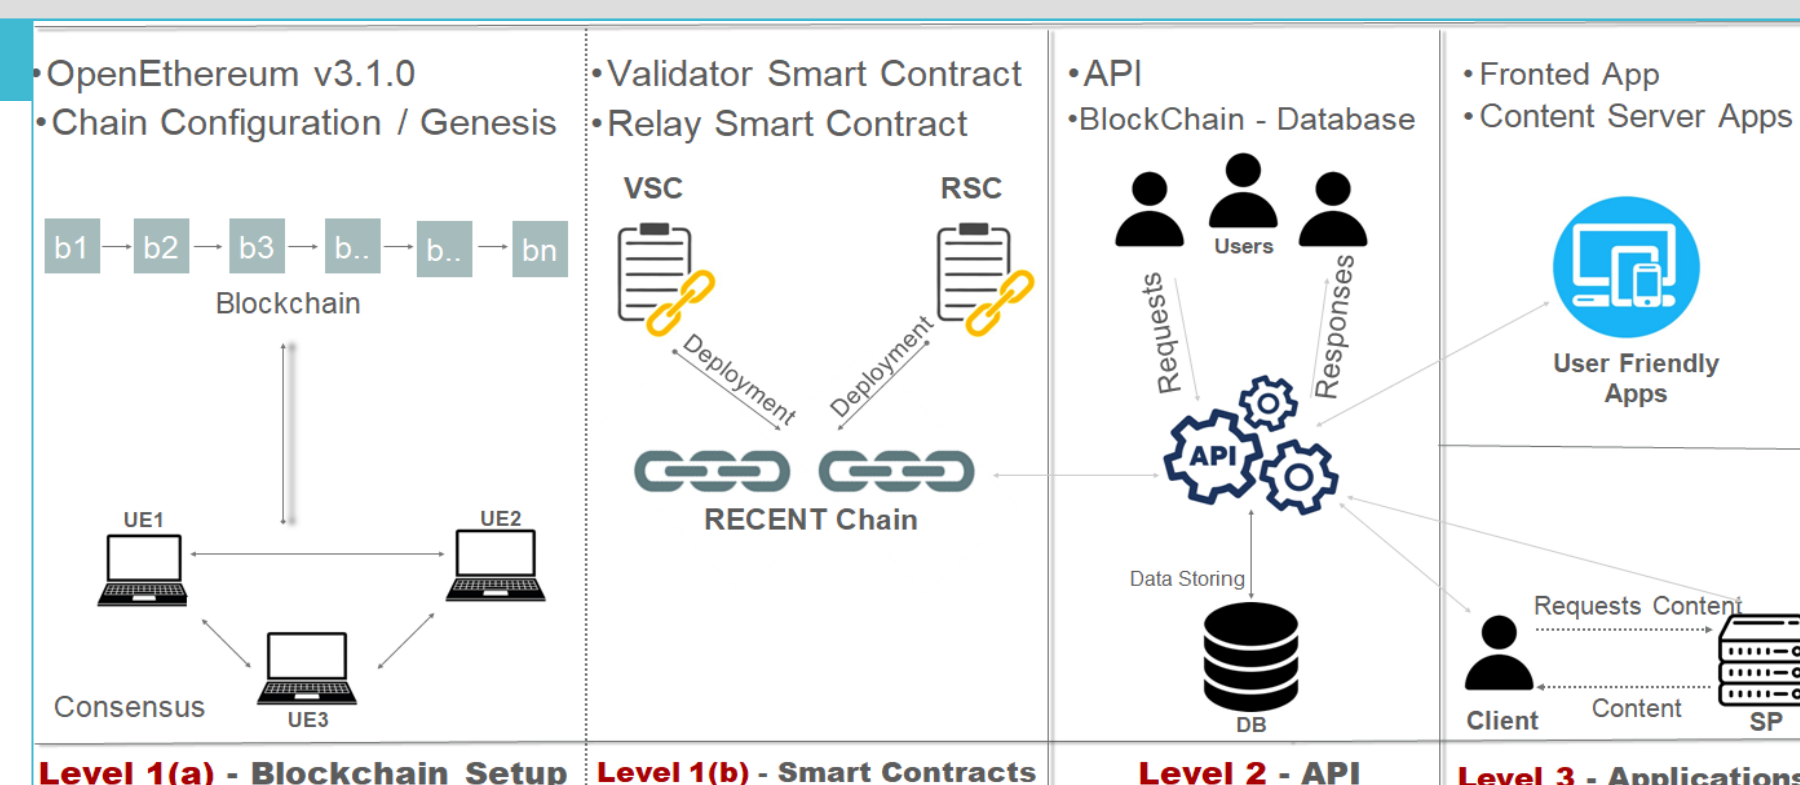 •OpenEthereum v3.1.0
•Chain Configuration / Genesis
b1 b2 b3 b.. b.. bn
Blockchain
UE1
UE2
UE3
Consensus
Level 1(a) - Blockchain Setup
•Validator Smart Contract
•Relay Smart Contract
VSC
RSC
Deployment
Deployment
RECENT Chain
Level 1(b) - Smart Contracts
•API
•BlockChain - Database
Users
Requests
Responses
API
Data Storing
DB
Level 2 - API
•Fronted App
•Content Server Apps
User Friendly
Apps
Requests Content
Content
Client
SP
Level 3 - Applications